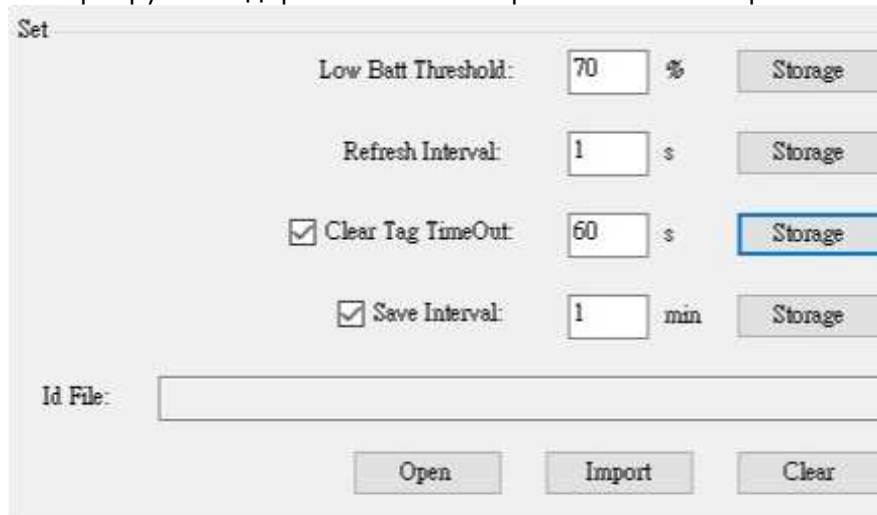 Set
Low Batt Threshold: 70 % Storage
Refresh Interval: 1 s Storage
Clear Tag TimeOut: 60 s Storage
Save Interval: 1 min Storage
Id File:
Open Import Clear